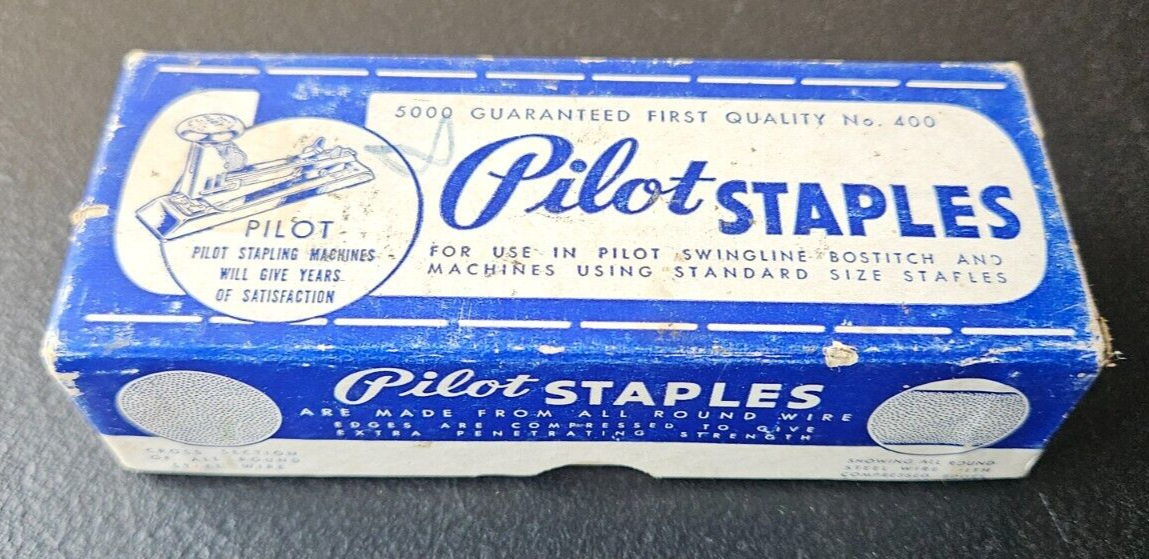 5000 GUARANTEED FIRST QUALITY No. 400
Pilot STAPLES
FOR USE IN PILOT SWINGLINE BOSTITCH AND
MACHINES USING STANDARD SIZE STAPLES
PILOT
PILOT STAPLING MACHINES
WILL GIVE YEARS
OF SATISFACTION
Pilot STAPLES
ARE MADE FROM ALL ROUND WIRE
EDGES ARE COMPRESSED TO GIVE
EXTRA PENETRATING STRENGTH
CROSS SECTION
OF ALL ROUND
STEEL WIRE
SHOWING ALL ROUND
STEEL WIRE
COMPRESSED